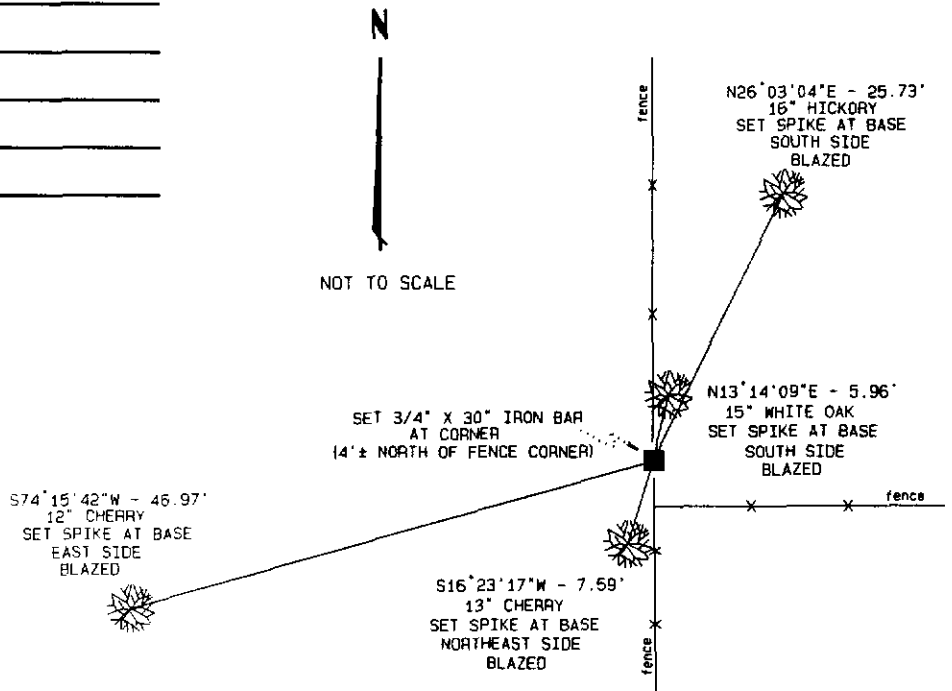 N
NOT TO SCALE
fence
N26°03'04"E - 25.73'
16" HICKORY
SET SPIKE AT BASE
SOUTH SIDE
BLAZED
N13°14'09"E - 5.96'
15" WHITE OAK
SET SPIKE AT BASE
SOUTH SIDE
BLAZED
SET 3/4" X 30" IRON BAR
AT CORNER
(4'± NORTH OF FENCE CORNER)
fence
S74°15'42"W - 46.97'
12" CHERRY
SET SPIKE AT BASE
EAST SIDE
BLAZED
S16°23'17"W - 7.59'
13" CHERRY
SET SPIKE AT BASE
NORTHEAST SIDE
BLAZED
fence